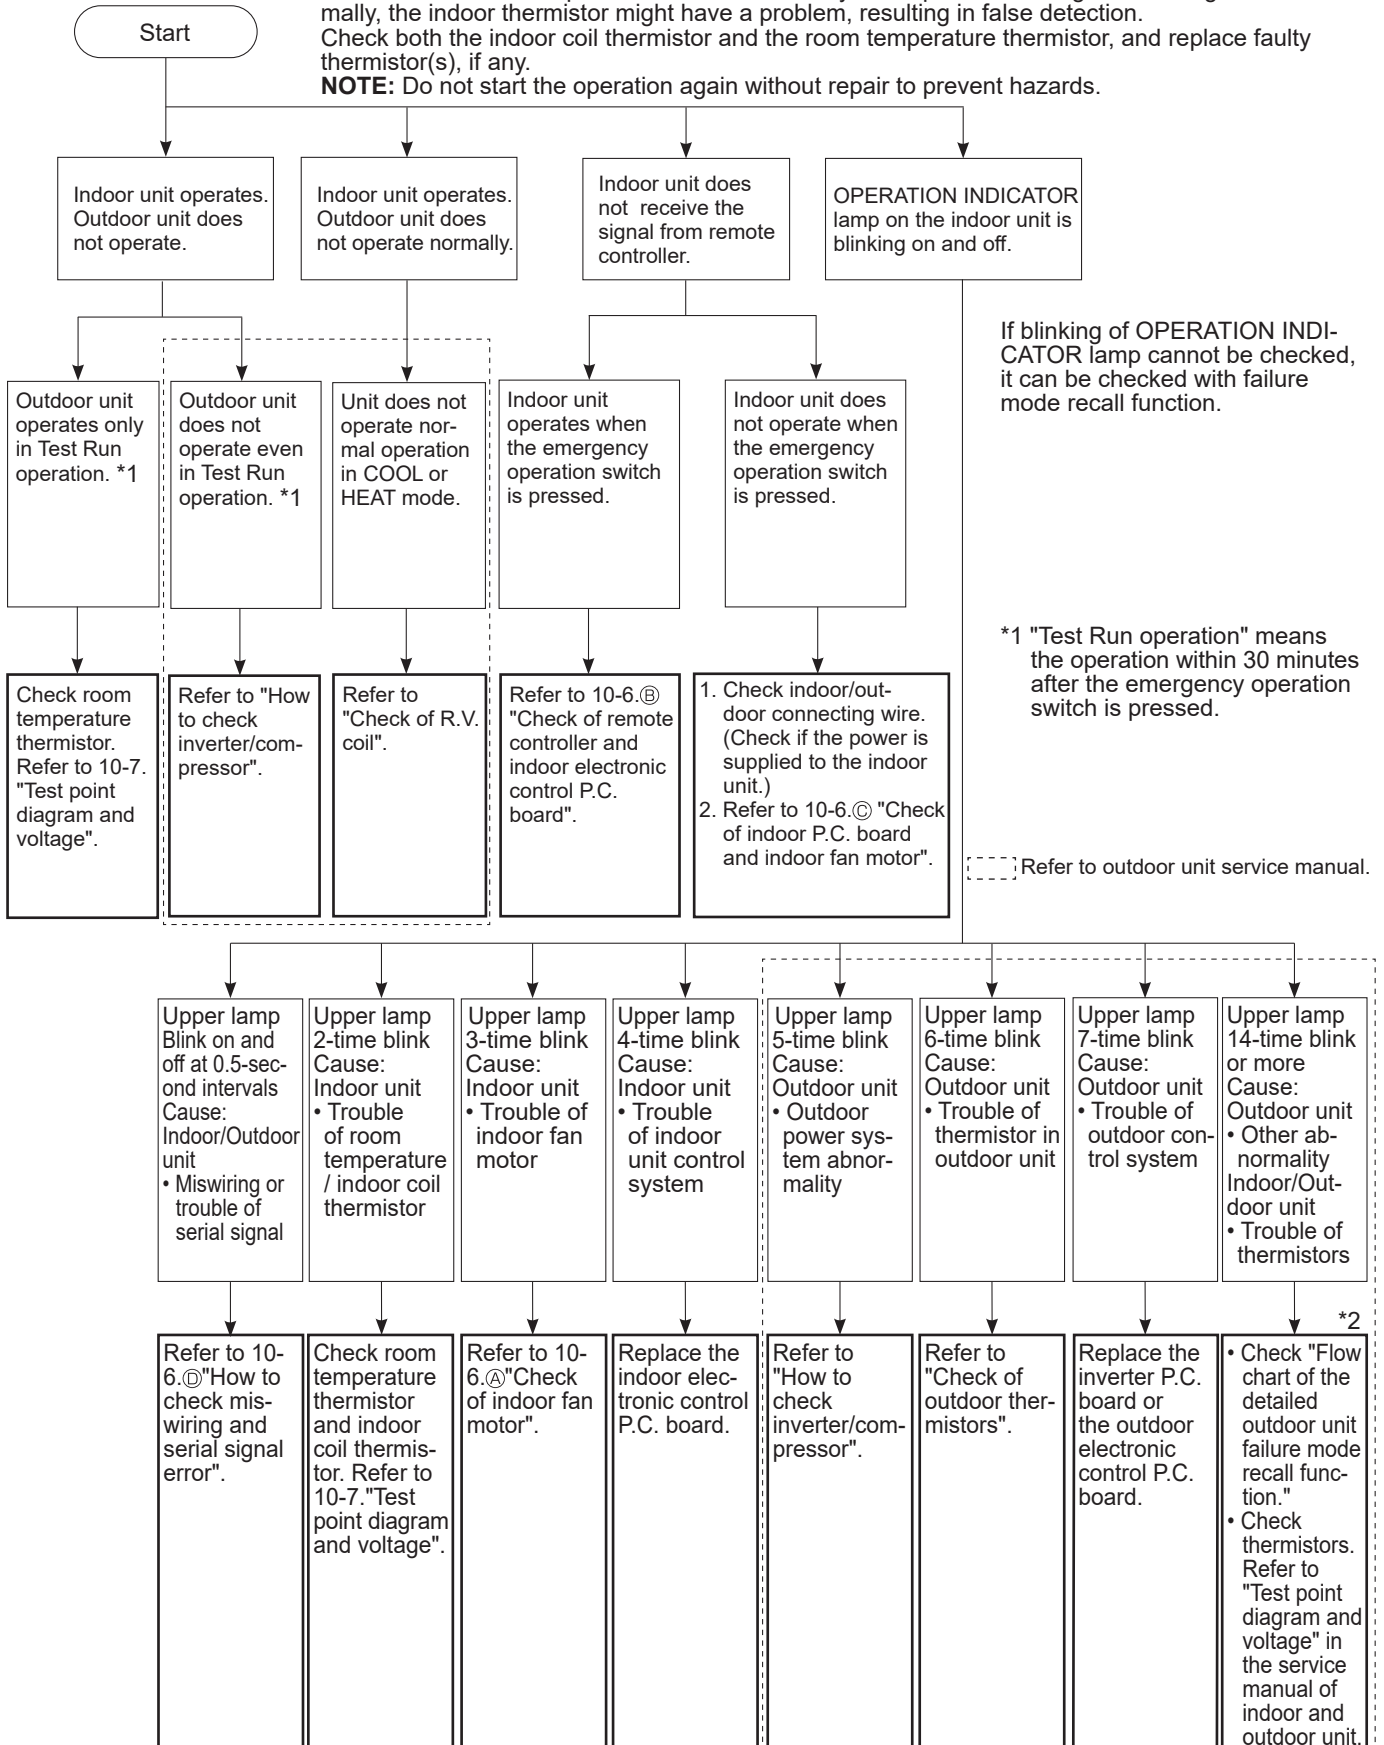 mally, the indoor thermistor might have a problem, resulting in false detection.
Check both the indoor coil thermistor and the room temperature thermistor, and replace faulty
thermistor(s), if any.
NOTE: Do not start the operation again without repair to prevent hazards.
Start
Indoor unit operates.
Outdoor unit does
not operate.
Indoor unit operates.
Outdoor unit does
not operate normally.
Indoor unit does
not receive the
signal from remote
controller.
OPERATION INDICATOR
lamp on the indoor unit is
blinking on and off.
If blinking of OPERATION INDI-
CATOR lamp cannot be checked,
it can be checked with failure
mode recall function.
Outdoor unit
operates only
in Test Run
operation. *1
Outdoor unit
does not
operate even
in Test Run
operation. *1
Unit does not
operate nor-
mal operation
in COOL or
HEAT mode.
Indoor unit
operates when
the emergency
operation switch
is pressed.
Indoor unit does
not operate when
the emergency
operation switch
is pressed.
*1 "Test Run operation" means
the operation within 30 minutes
after the emergency operation
switch is pressed.
Check room
temperature
thermistor.
Refer to 10-7.
"Test point
diagram and
voltage".
Refer to "How
to check
inverter/com-
pressor".
Refer to
"Check of R.V.
coil".
Refer to 10-6.Ⓑ
"Check of remote
controller and
indoor electronic
control P.C.
board".
1. Check indoor/out-
door connecting wire.
(Check if the power is
supplied to the indoor
unit.)
2. Refer to 10-6.Ⓒ "Check
of indoor P.C. board
and indoor fan motor".
Refer to outdoor unit service manual.
Upper lamp
Blink on and
off at 0.5-sec-
ond intervals
Cause:
Indoor/Outdoor
unit
• Miswiring or
trouble of
serial signal
Upper lamp
2-time blink
Cause:
Indoor unit
• Trouble
of room
temperature
/ indoor coil
thermistor
Upper lamp
3-time blink
Cause:
Indoor unit
• Trouble of
indoor fan
motor
Upper lamp
4-time blink
Cause:
Indoor unit
• Trouble
of indoor
unit control
system
Upper lamp
5-time blink
Cause:
Outdoor unit
• Outdoor
power sys-
tem abnor-
mality
Upper lamp
6-time blink
Cause:
Outdoor unit
• Trouble of
thermistor in
outdoor unit
Upper lamp
7-time blink
Cause:
Outdoor unit
• Trouble of
outdoor con-
trol system
Upper lamp
14-time blink
or more
Cause:
Outdoor unit
• Other ab-
normality
Indoor/Out-
door unit
• Trouble of
thermistors
*2
Refer to 10-
6.Ⓓ"How to
check mis-
wiring and
serial signal
error".
Check room
temperature
thermistor
and indoor
coil thermis-
tor. Refer to
10-7."Test
point diagram
and voltage".
Refer to 10-
6.Ⓐ"Check
of indoor fan
motor".
Replace the
indoor elec-
tronic control
P.C. board.
Refer to
"How to
check
inverter/com-
pressor".
Refer to
"Check of
outdoor ther-
mistors".
Replace the
inverter P.C.
board or
the outdoor
electronic
control P.C.
board.
• Check "Flow
chart of the
detailed
outdoor unit
failure mode
recall func-
tion."
• Check
thermistors.
Refer to
"Test point
diagram and
voltage" in
the service
manual of
indoor and
outdoor unit.